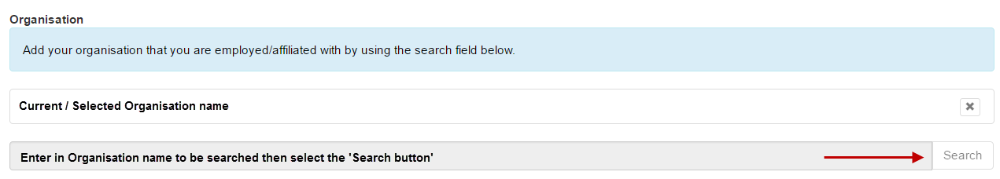 Organisation
Add your organisation that you are employed/affiliated with by using the search field below.
Current / Selected Organisation name
Enter in Organisation name to be searched then select the 'Search button'
Search